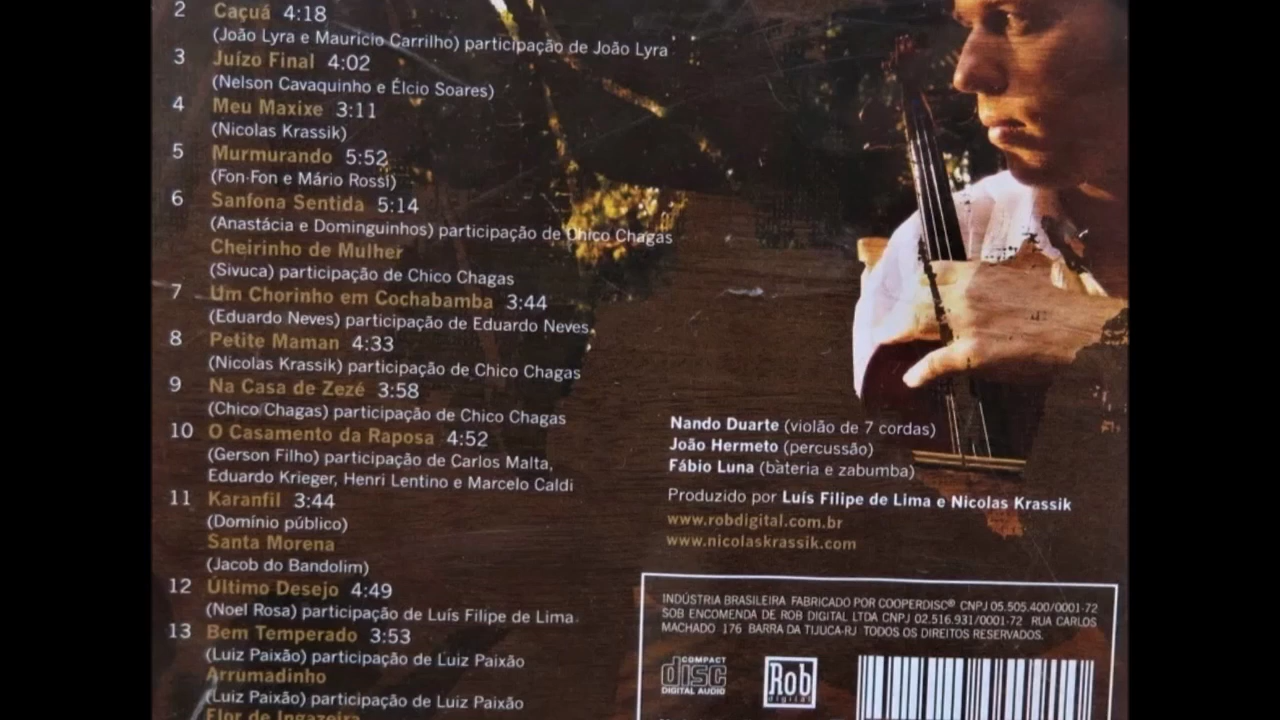 2 Caçuá 4:18
(João Lyra e Maurício Carrilho) participação de João Lyra
3 Juízo Final 4:02
(Nelson Cavaquinho e Élcio Soares)
4 Meu Maxixe 3:11
(Nicolas Krassik)
5 Murmurando 5:52
(Fon-Fon e Mário Rossi)
6 Sanfona Sentida 5:14
(Anastácia e Dominguinhos) participação de Chico Chagas
Cheirinho de Mulher
(Sivuca) participação de Chico Chagas
7 Um Chorinho em Cochabamba 3:44
(Eduardo Neves) participação de Eduardo Neves
8 Petite Maman 4:33
(Nicolas Krassik) participação de Chico Chagas
9 Na Casa de Zezé 3:58
(Chico Chagas) participação de Chico Chagas
10 O Casamento da Raposa 4:52
(Gerson Filho) participação de Carlos Malta,
Eduardo Krieger, Henri Lentino e Marcelo Caldi
11 Karanfil 3:44
(Domínio público)
Santa Morena
(Jacob do Bandolim)
12 Último Desejo 4:49
(Noel Rosa) participação de Luís Filipe de Lima
13 Bem Temperado 3:53
(Luiz Paixão) participação de Luiz Paixão
Arrumadinho
(Luiz Paixão) participação de Luiz Paixão
Flor de Ingazeira
Nando Duarte (violão de 7 cordas)
João Hermeto (percussão)
Fábio Luna (bateria e zabumba)
Produzido por Luís Filipe de Lima e Nicolas Krassik
www.robdigital.com.br
www.nicolaskrassik.com
INDÚSTRIA BRASILEIRA FABRICADO POR COOPERDISC® CNPJ 05.505.400/0001-72
SOB ENCOMENDA DE ROB DIGITAL LTDA CNPJ 02.516.931/0001-72 RUA CARLOS
MACHADO 176 BARRA DA TIJUCA-RJ TODOS OS DIREITOS RESERVADOS.
COMPACT
disc
DIGITAL AUDIO
Rob
digital